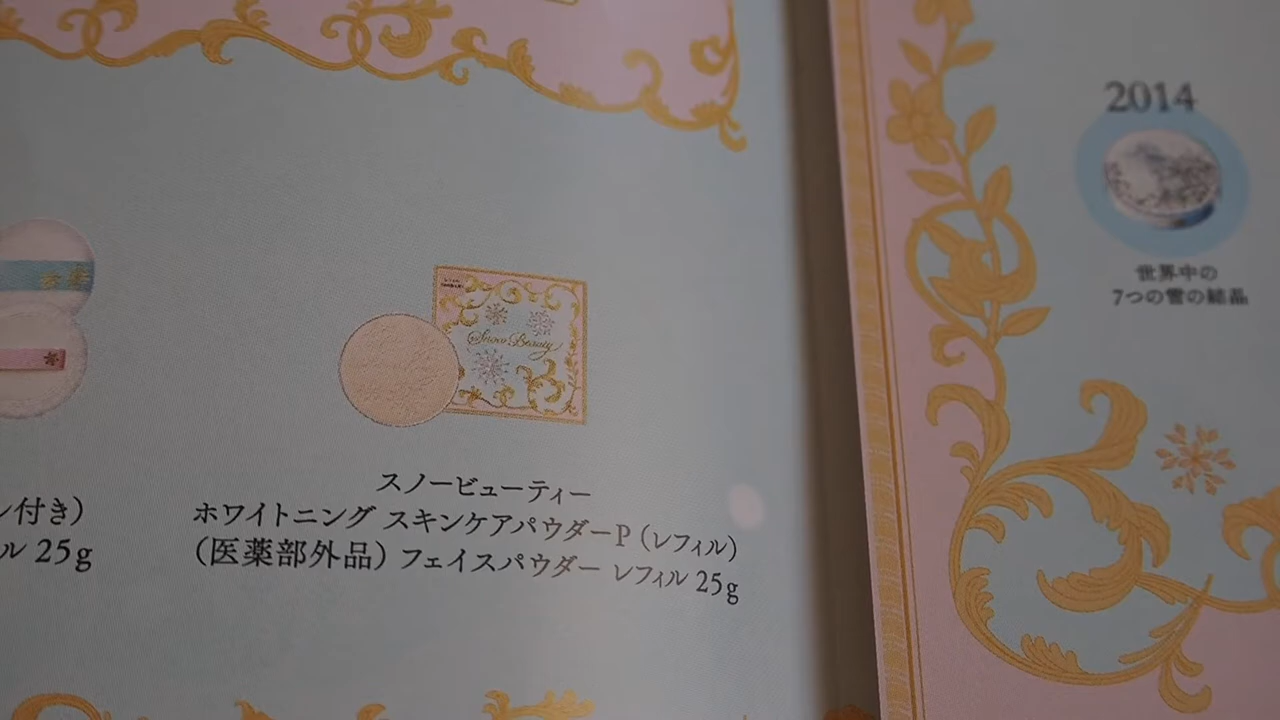 Snow Beauty
スノービューティー
ホワイトニング スキンケアパウダーP（レフィル）
（医薬部外品）フェイスパウダー レフィル 25g
ン付き）
ル 25g
2014
世界中の
7つの雪の結晶